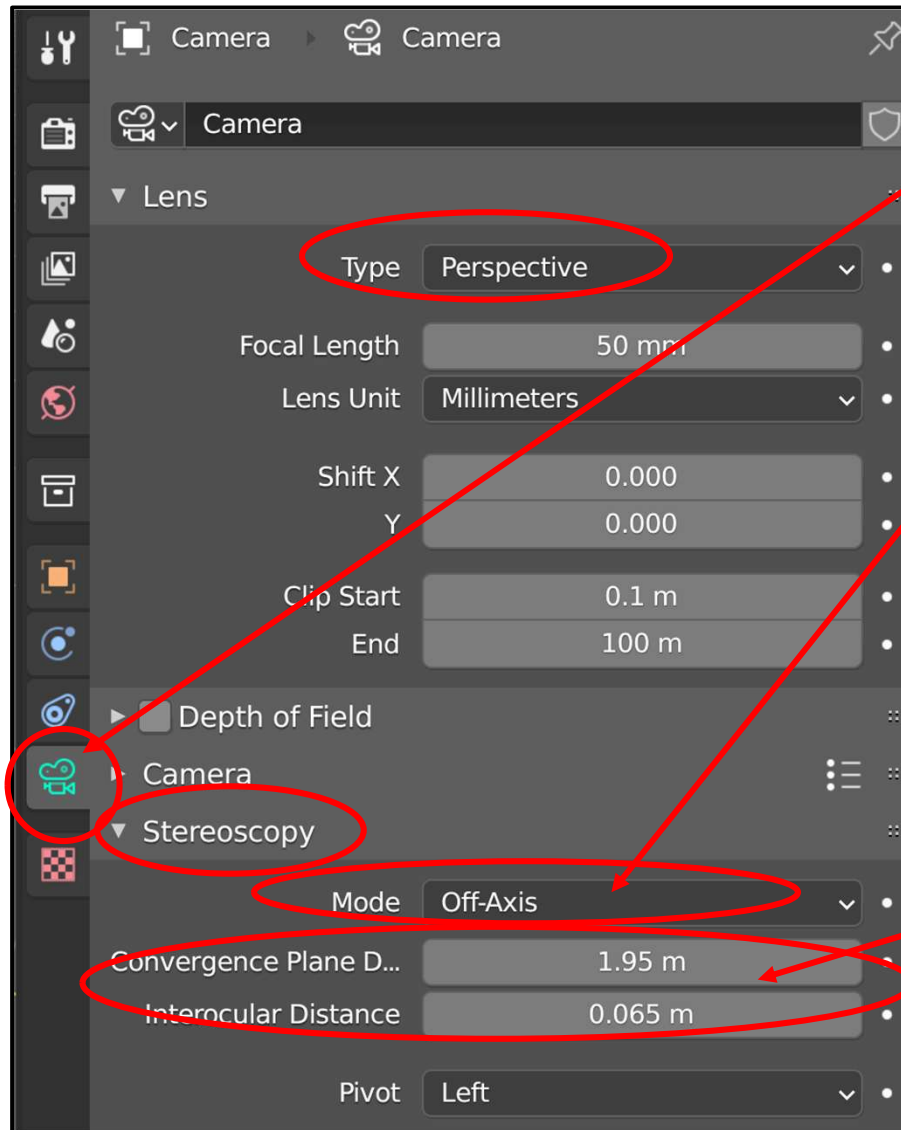 Camera Camera
Camera
Lens
Type Perspective
Focal Length 50 mm
Lens Unit Millimeters
Shift X 0.000
Y 0.000
Clip Start 0.1 m
End 100 m
Depth of Field
Camera
Stereoscopy
Mode Off-Axis
Convergence Plane D... 1.95 m
Interocular Distance 0.065 m
Pivot Left